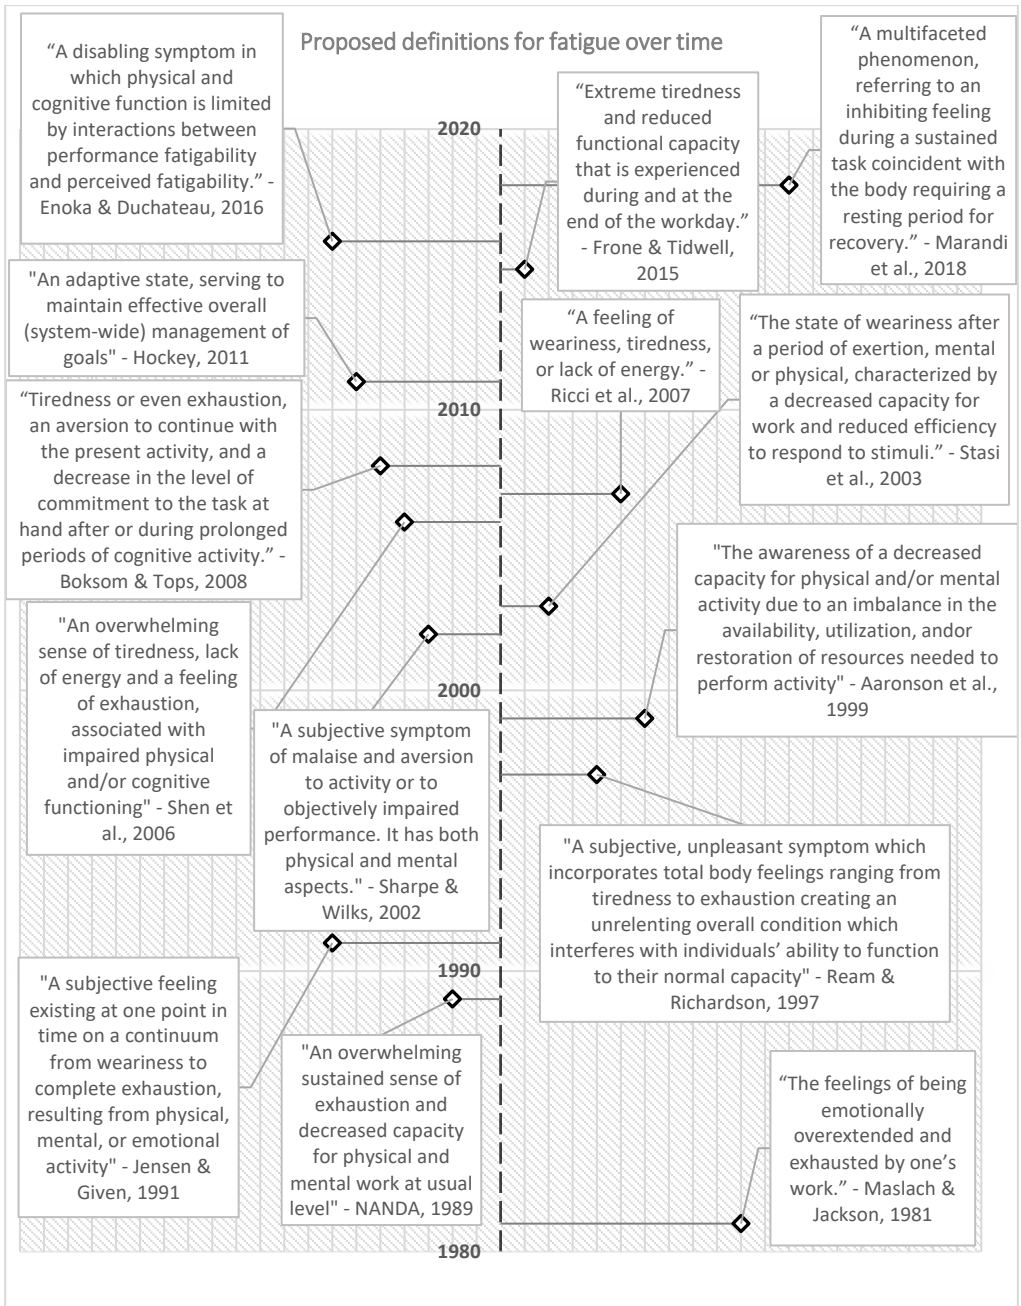 Proposed definitions for fatigue over time
“A disabling symptom in
which physical and
cognitive function is limited
by interactions between
performance fatigability
and perceived fatigability.” -
Enoka & Duchateau, 2016
“Extreme tiredness
and reduced
functional capacity
that is experienced
during and at the
end of the workday.”
- Frone & Tidwell,
2015
“A multifaceted
phenomenon,
referring to an
inhibiting feeling
during a sustained
task coincident with
the body requiring a
resting period for
recovery.” - Marandi
et al., 2018
2020
"An adaptive state, serving to
maintain effective overall
(system-wide) management of
goals" - Hockey, 2011
“A feeling of
weariness, tiredness,
or lack of energy.” -
Ricci et al., 2007
“The state of weariness after
a period of exertion, mental
or physical, characterized by
a decreased capacity for
work and reduced efficiency
to respond to stimuli.” - Stasi
et al., 2003
2010
“Tiredness or even exhaustion,
an aversion to continue with
the present activity, and a
decrease in the level of
commitment to the task at
hand after or during prolonged
periods of cognitive activity.” -
Boksom & Tops, 2008
"The awareness of a decreased
capacity for physical and/or mental
activity due to an imbalance in the
availability, utilization, andor
restoration of resources needed to
perform activity" - Aaronson et al.,
1999
"An overwhelming
sense of tiredness, lack
of energy and a feeling
of exhaustion,
associated with
impaired physical
and/or cognitive
functioning" - Shen et
al., 2006
2000
"A subjective symptom
of malaise and aversion
to activity or to
objectively impaired
performance. It has both
physical and mental
aspects." - Sharpe &
Wilks, 2002
"A subjective, unpleasant symptom which
incorporates total body feelings ranging from
tiredness to exhaustion creating an
unrelenting overall condition which
interferes with individuals’ ability to function
to their normal capacity" - Ream &
Richardson, 1997
1990
"A subjective feeling
existing at one point in
time on a continuum
from weariness to
complete exhaustion,
resulting from physical,
mental, or emotional
activity" - Jensen &
Given, 1991
"An overwhelming
sustained sense of
exhaustion and
decreased capacity
for physical and
mental work at usual
level" - NANDA, 1989
“The feelings of being
emotionally
overextended and
exhausted by one’s
work.” - Maslach &
Jackson, 1981
1980